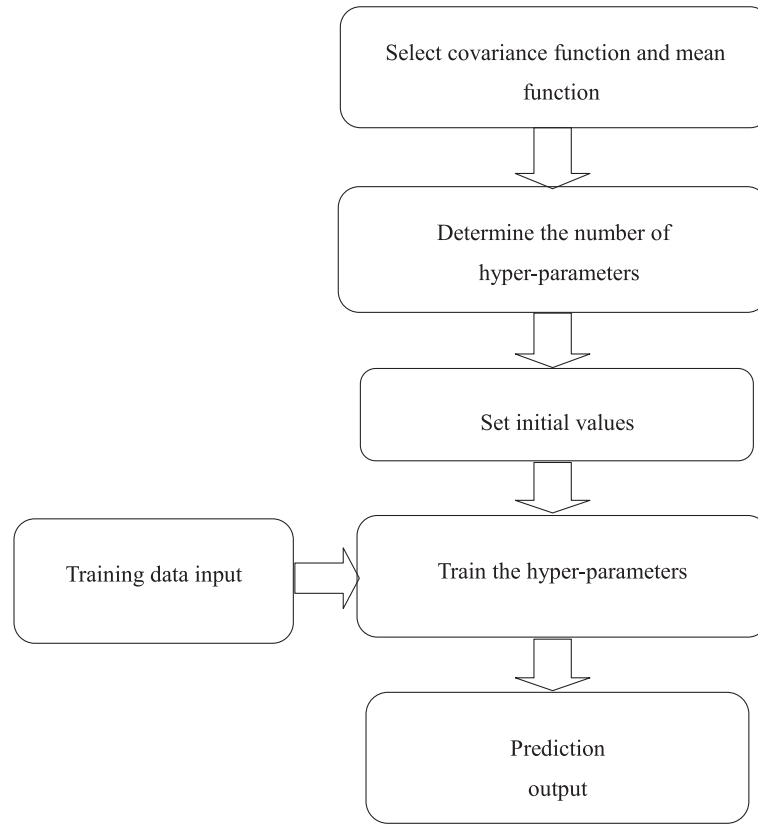 Select covariance function and mean
function
Determine the number of
hyper-parameters
Set initial values
Training data input
Train the hyper-parameters
Prediction
output